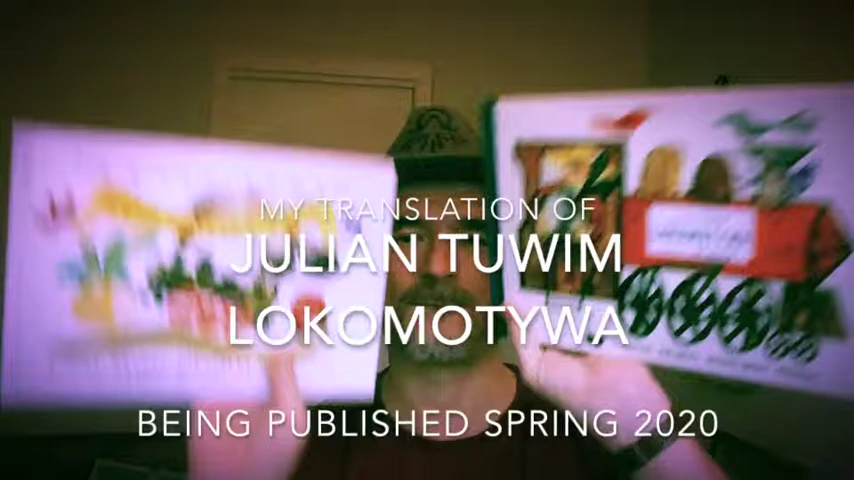 MY TRANSLATION OF
JULIAN TUWIM
LOKOMOTYWA
BEING PUBLISHED SPRING 2020